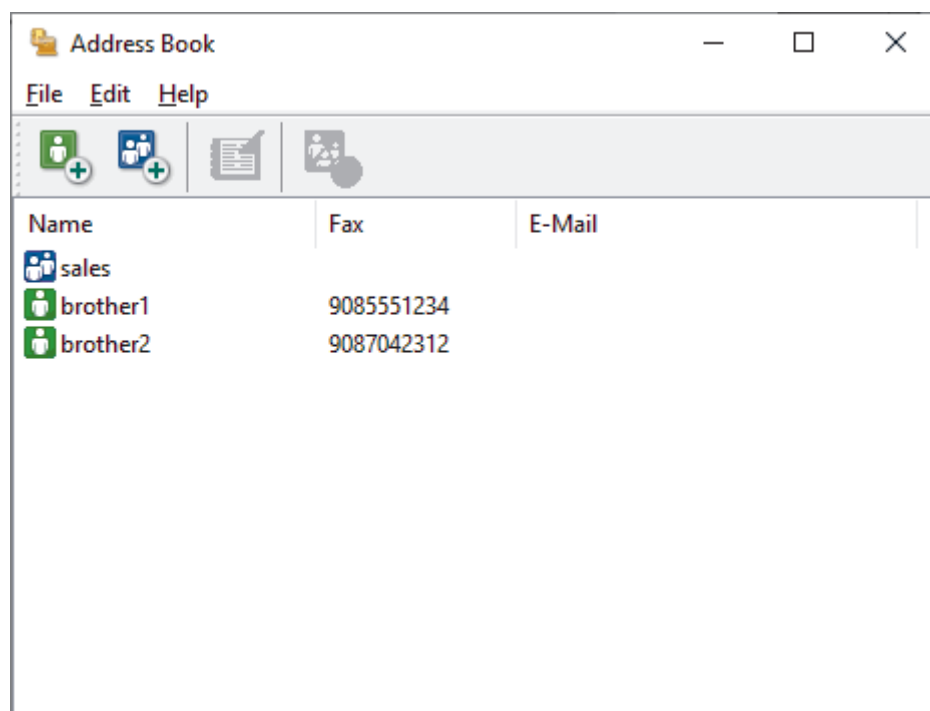 Address Book
File Edit Help
Name Fax E-Mail
sales
brother1 9085551234
brother2 9087042312